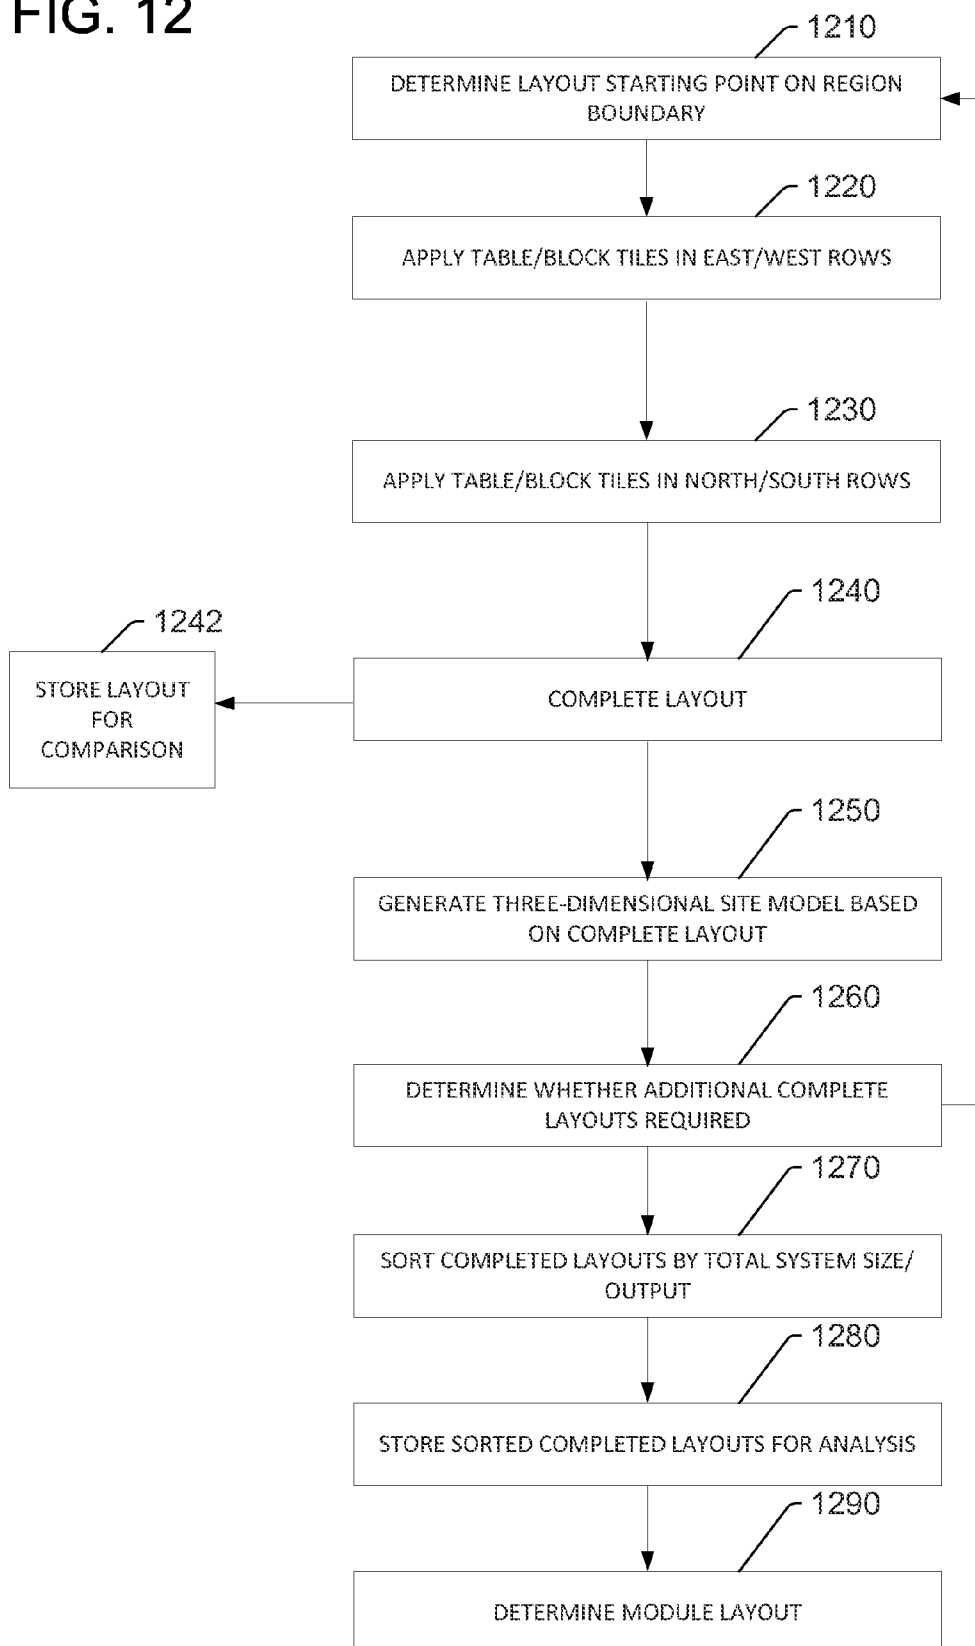 FIG. 12
1210
DETERMINE LAYOUT STARTING POINT ON REGION
BOUNDARY
1220
APPLY TABLE/BLOCK TILES IN EAST/WEST ROWS
1230
APPLY TABLE/BLOCK TILES IN NORTH/SOUTH ROWS
1240
COMPLETE LAYOUT
1242
STORE LAYOUT
FOR
COMPARISON
1250
GENERATE THREE-DIMENSIONAL SITE MODEL BASED
ON COMPLETE LAYOUT
1260
DETERMINE WHETHER ADDITIONAL COMPLETE
LAYOUTS REQUIRED
1270
SORT COMPLETED LAYOUTS BY TOTAL SYSTEM SIZE/
OUTPUT
1280
STORE SORTED COMPLETED LAYOUTS FOR ANALYSIS
1290
DETERMINE MODULE LAYOUT